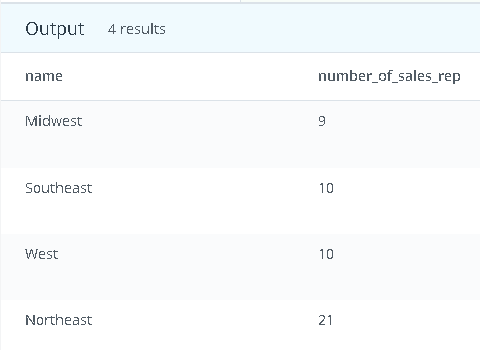 Output 4 results
name number_of_sales_rep
Midwest 9
Southeast 10
West 10
Northeast 21